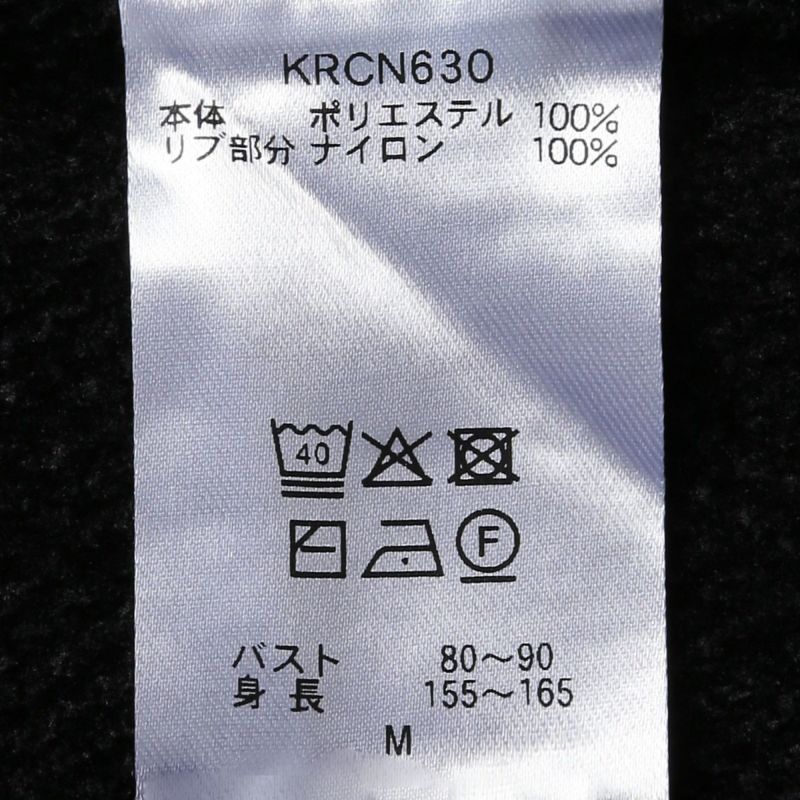 KRCN630
本体 ポリエステル 100%
リブ部分 ナイロン 100%
40
F
バスト 80～90
身長 155～165
M